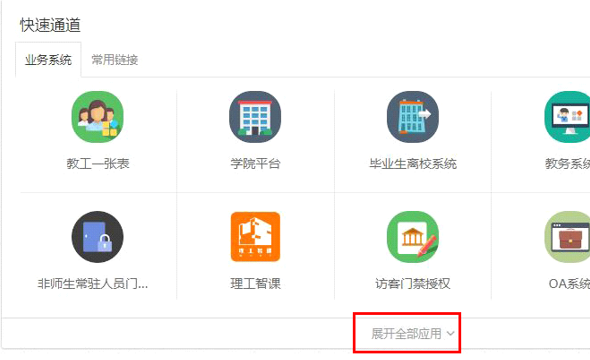 快速通道
业务系统 常用链接
教工一张表 学院平台 毕业生离校系统 教务系统
非师生常驻人员门... 理工智课 访客门禁授权 OA系统
展开全部应用